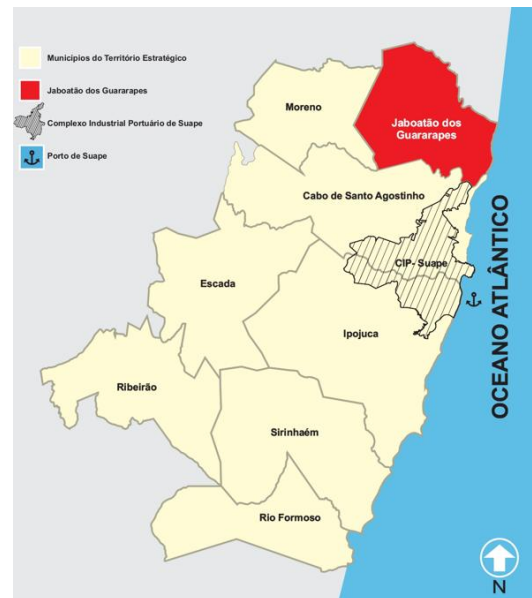 Municípios do Território Estratégico
Jaboatão dos Guararapes
Complexo Industrial Portuário de Suape
Porto de Suape
Moreno
Jaboatão dos
Guararapes
Cabo de Santo Agostinho
CIP- Suape
Escada
Ipojuca
Ribeirão
Sirinhaém
Rio Formoso
OCEANO ATLÂNTICO
N